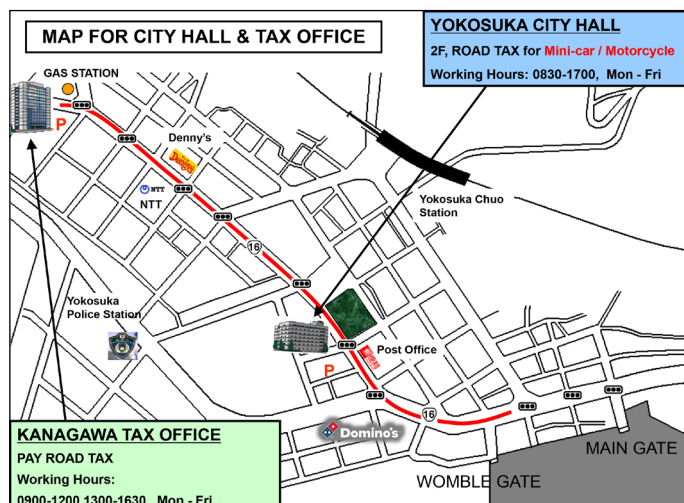 MAP FOR CITY HALL & TAX OFFICE
YOKOSUKA CITY HALL
2F, ROAD TAX for Mini-car / Motorcycle
Working Hours: 0830-1700, Mon - Fri
GAS STATION
P
Denny's
Denny's
NTT
NTT
Yokosuka Chuo
Station
16
Yokosuka
Police Station
Post Office
P
16
Domino's
KANAGAWA TAX OFFICE
PAY ROAD TAX
Working Hours:
0900-1200 1300-1630, Mon - Fri
MAIN GATE
WOMBLE GATE